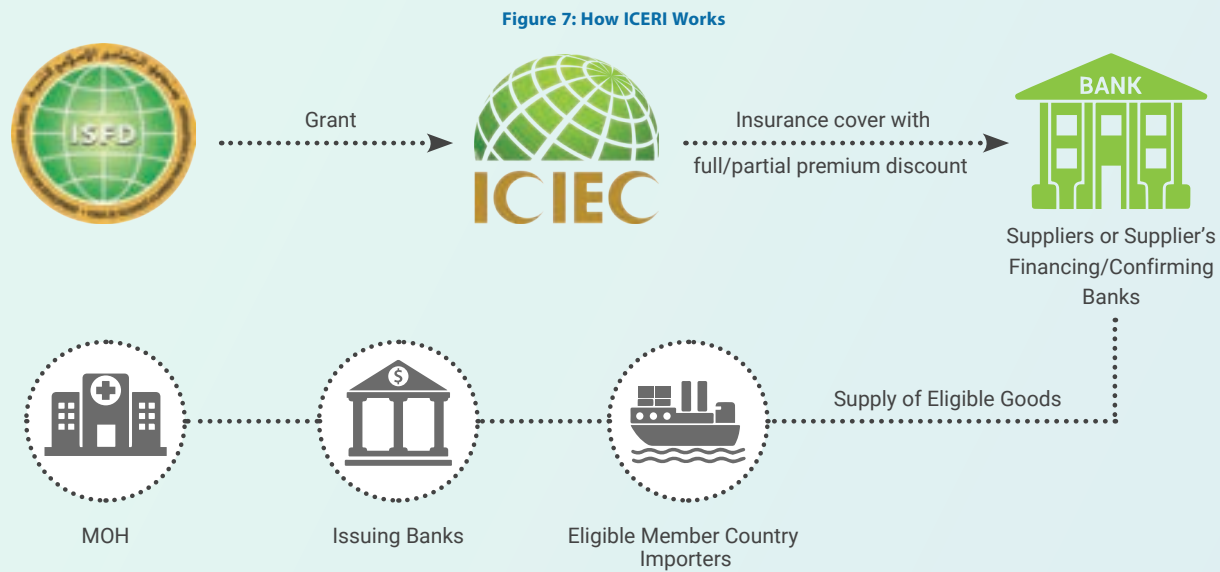 Figure 7: How ICERI Works
ISFD
Grant
ICIEC
Insurance cover with
full/partial premium discount
BANK
Suppliers or Supplier's
Financing/Confirming
Banks
$
Supply of Eligible Goods
MOH
Issuing Banks
Eligible Member Country
Importers